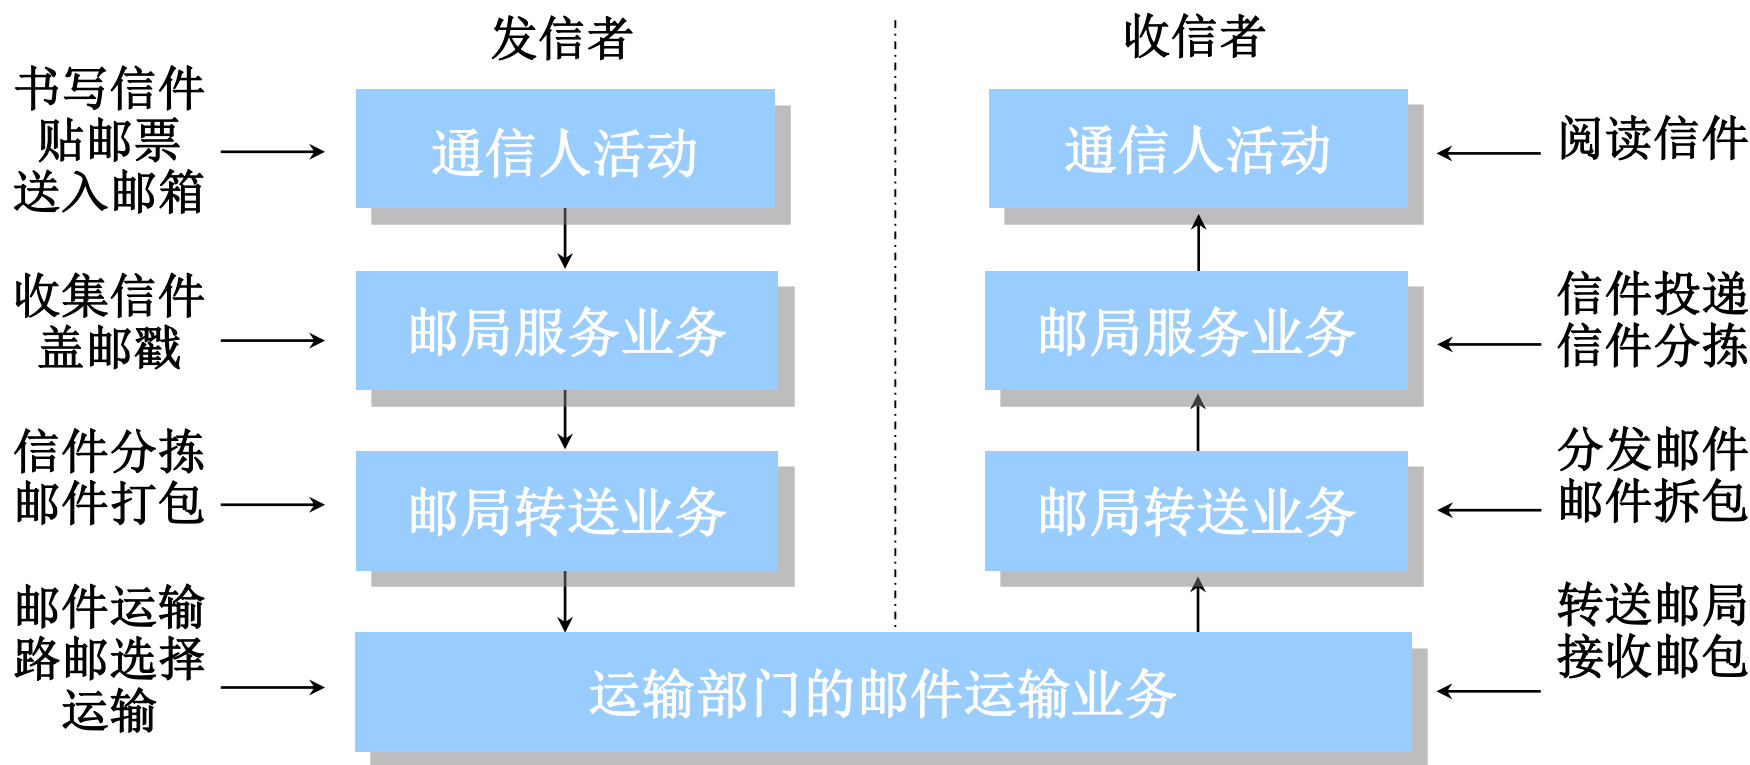 发信者
收信者
书写信件
贴邮票
送入邮箱
通信人活动
通信人活动
阅读信件
收集信件
盖邮戳
邮局服务业务
邮局服务业务
信件投递
信件分拣
信件分拣
邮件打包
邮局转送业务
邮局转送业务
分发邮件
邮件拆包
邮件运输
路邮选择
运输
运输部门的邮件运输业务
转送邮局
接收邮包